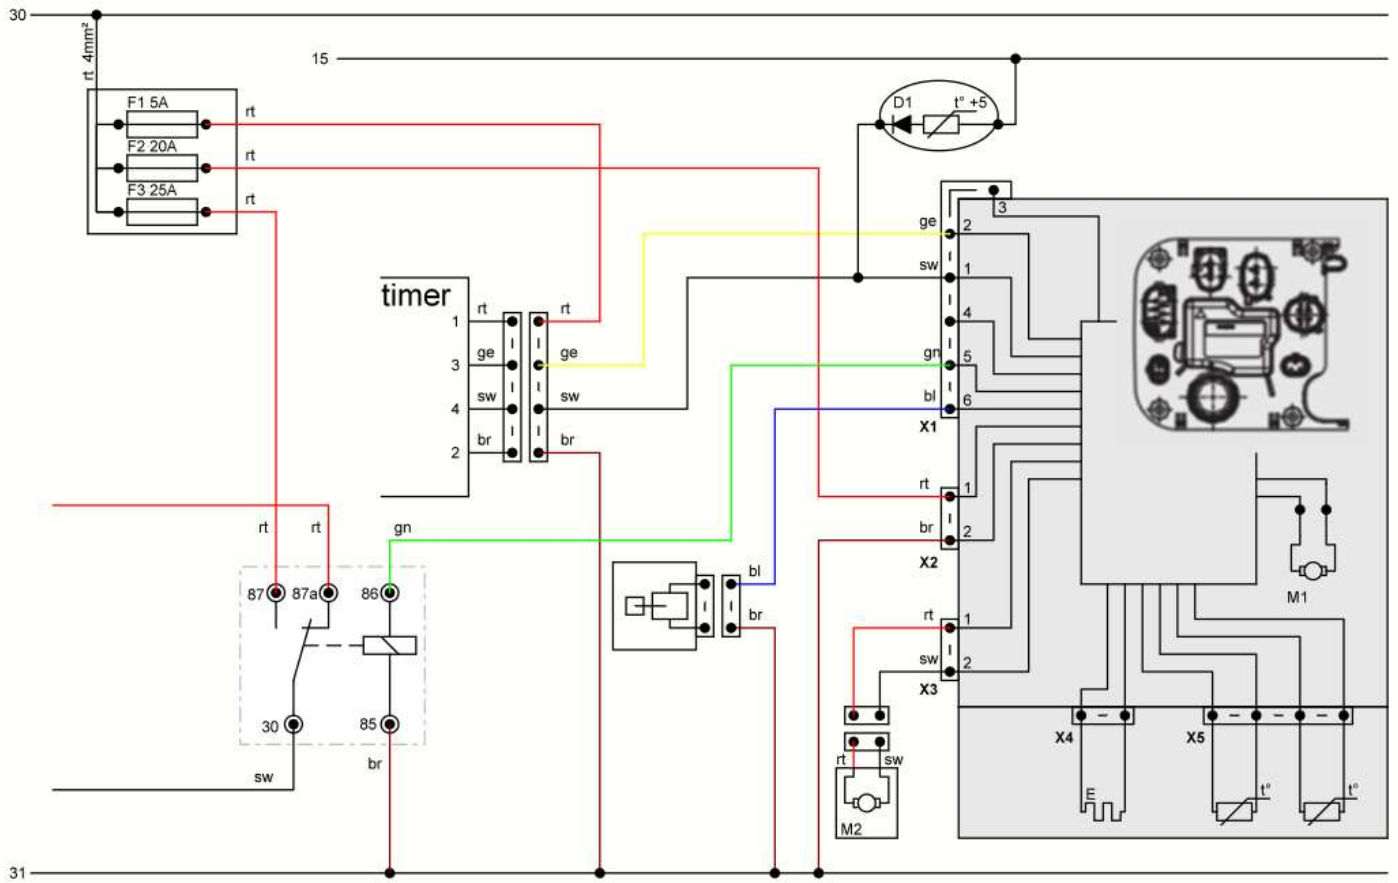 30
rt 4mm²
15
F1 5A
rt
D1
t° +5
F2 20A
rt
F3 25A
rt
3
ge
2
sw
1
timer
rt
rt
1
4
ge
ge
3
gn
5
sw
sw
4
bl
6
X1
br
br
2
rt
1
rt
rt
gn
br
2
X2
87
87a
86
bl
M1
br
rt
1
sw
2
X3
30
85
X4
X5
br
sw
rt
sw
E
t°
t°
M2
31